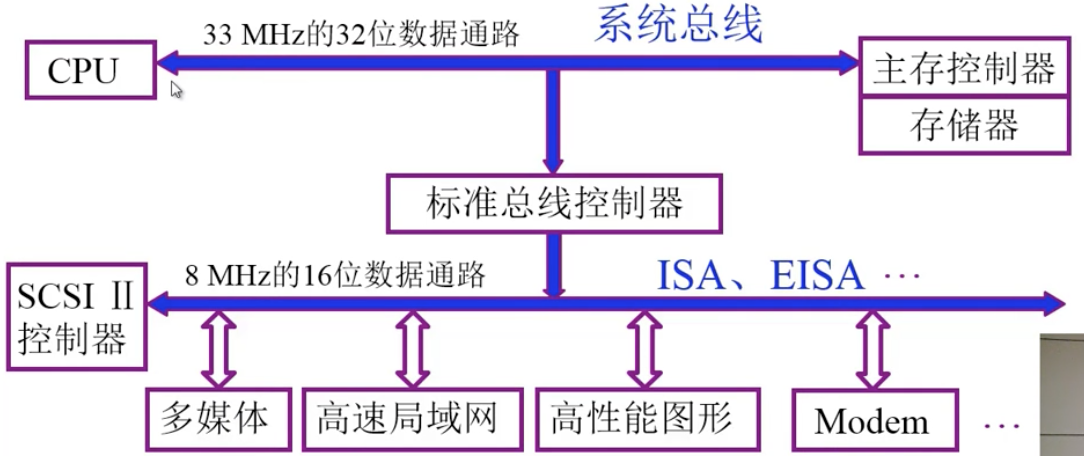 33 MHz的32位数据通路
系统总线
CPU
主存控制器
存储器
标准总线控制器
8 MHz的16位数据通路
ISA、EISA …
SCSI Ⅱ
控制器
多媒体
高速局域网
高性能图形
Modem
…